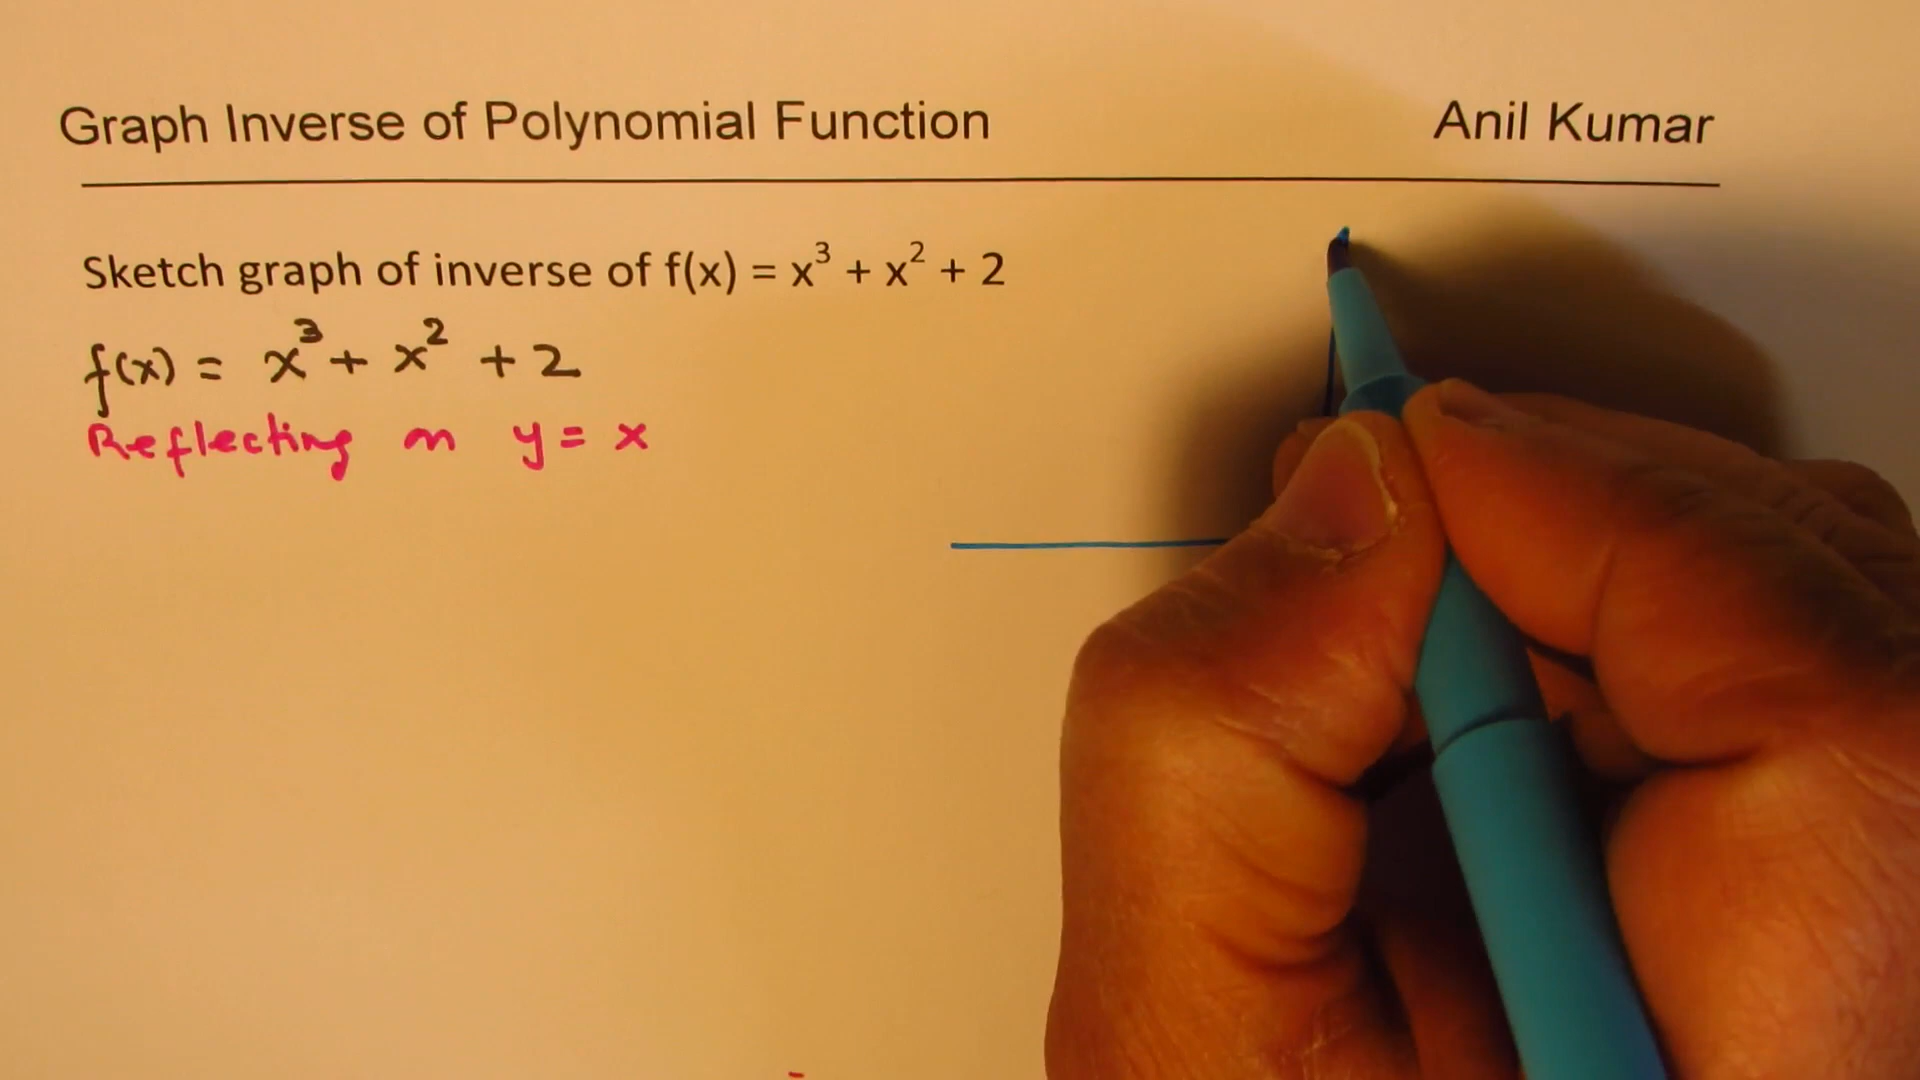 Graph Inverse of Polynomial Function Anil Kumar
Sketch graph of inverse of f(x) = x³ + x² + 2
f(x) = x³ + x² + 2
Reflecting on y = x